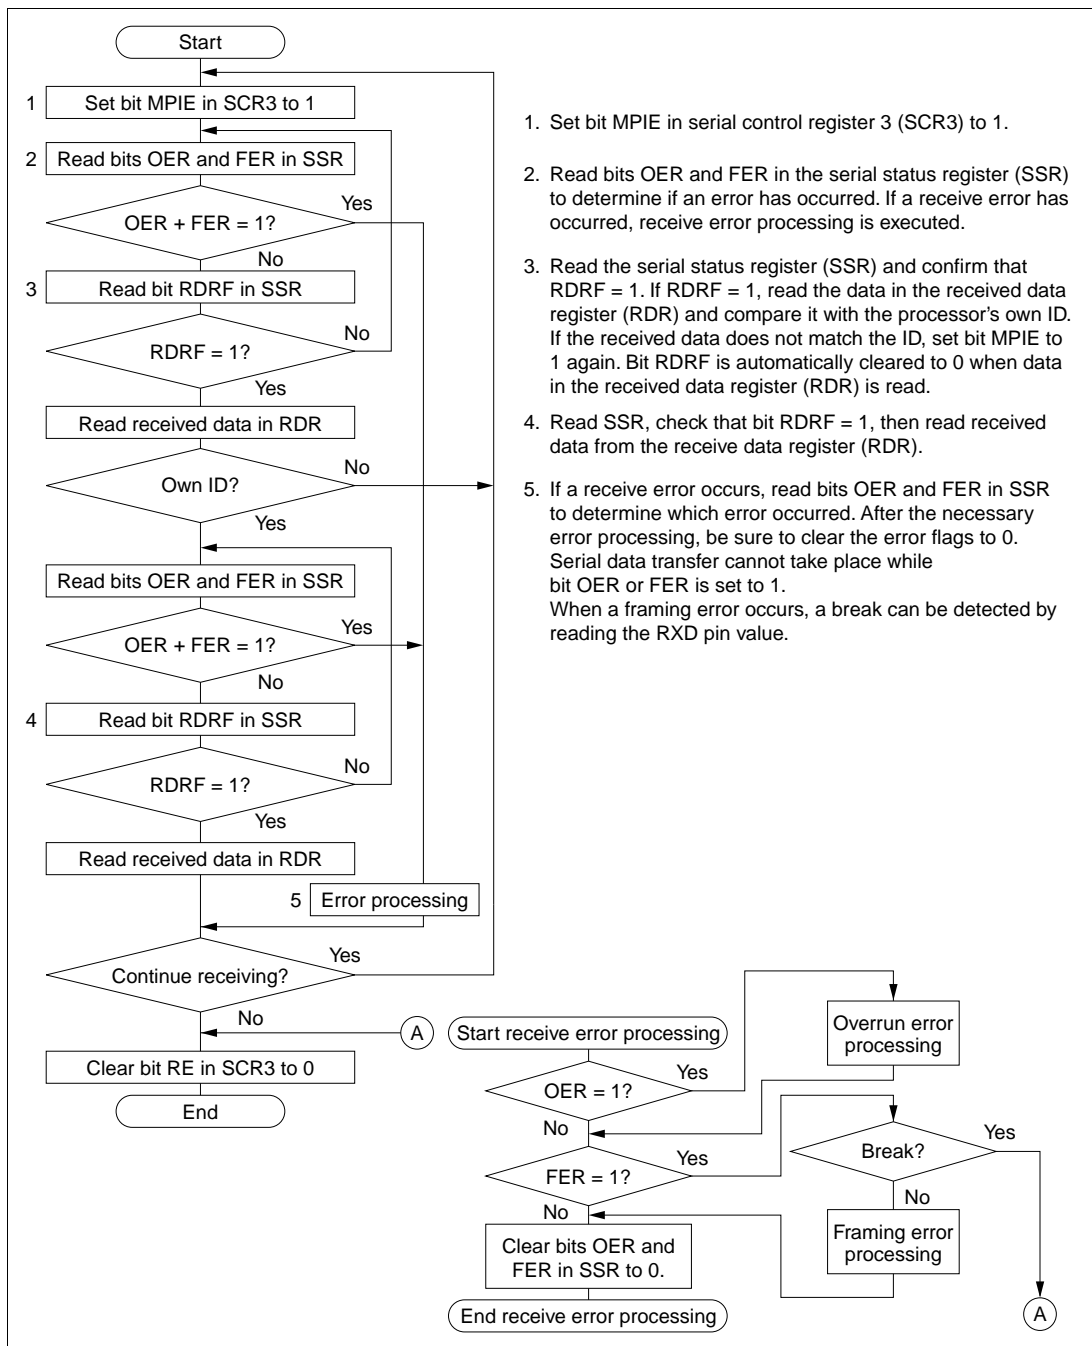 Start
1 Set bit MPIE in SCR3 to 1
2 Read bits OER and FER in SSR
Yes
OER + FER = 1?
No
3 Read bit RDRF in SSR
No
RDRF = 1?
Yes
Read received data in RDR
No
Own ID?
Yes
Read bits OER and FER in SSR
Yes
OER + FER = 1?
No
4 Read bit RDRF in SSR
No
RDRF = 1?
Yes
Read received data in RDR
5 Error processing
Yes
Continue receiving?
No
A
Clear bit RE in SCR3 to 0
End
1. Set bit MPIE in serial control register 3 (SCR3) to 1.
2. Read bits OER and FER in the serial status register (SSR)
to determine if an error has occurred. If a receive error has
occurred, receive error processing is executed.
3. Read the serial status register (SSR) and confirm that
RDRF = 1. If RDRF = 1, read the data in the received data
register (RDR) and compare it with the processor's own ID.
If the received data does not match the ID, set bit MPIE to
1 again. Bit RDRF is automatically cleared to 0 when data
in the received data register (RDR) is read.
4. Read SSR, check that bit RDRF = 1, then read received
data from the receive data register (RDR).
5. If a receive error occurs, read bits OER and FER in SSR
to determine which error occurred. After the necessary
error processing, be sure to clear the error flags to 0.
Serial data transfer cannot take place while
bit OER or FER is set to 1.
When a framing error occurs, a break can be detected by
reading the RXD pin value.
Start receive error processing
Yes
OER = 1?
No
Overrun error
processing
Yes
FER = 1?
No
Yes
Break?
No
Framing error
processing
Clear bits OER and
FER in SSR to 0.
End receive error processing
A